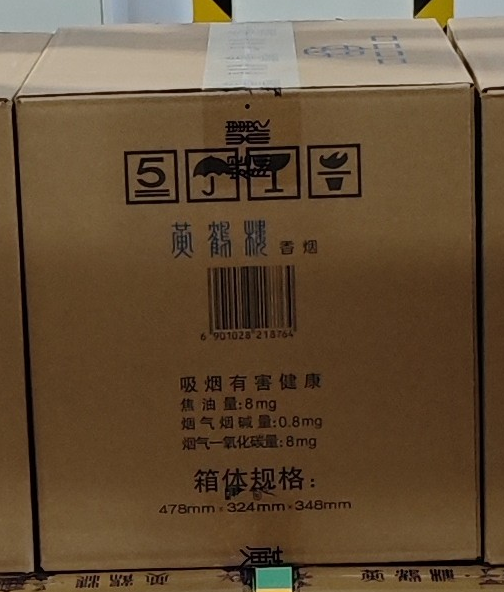 5
黄鹤楼 香烟
6 901028 218764
吸烟有害健康
焦油量:8mg
烟气烟碱量:0.8mg
烟气一氧化碳量:8mg
箱体规格:
478mm×324mm×348mm